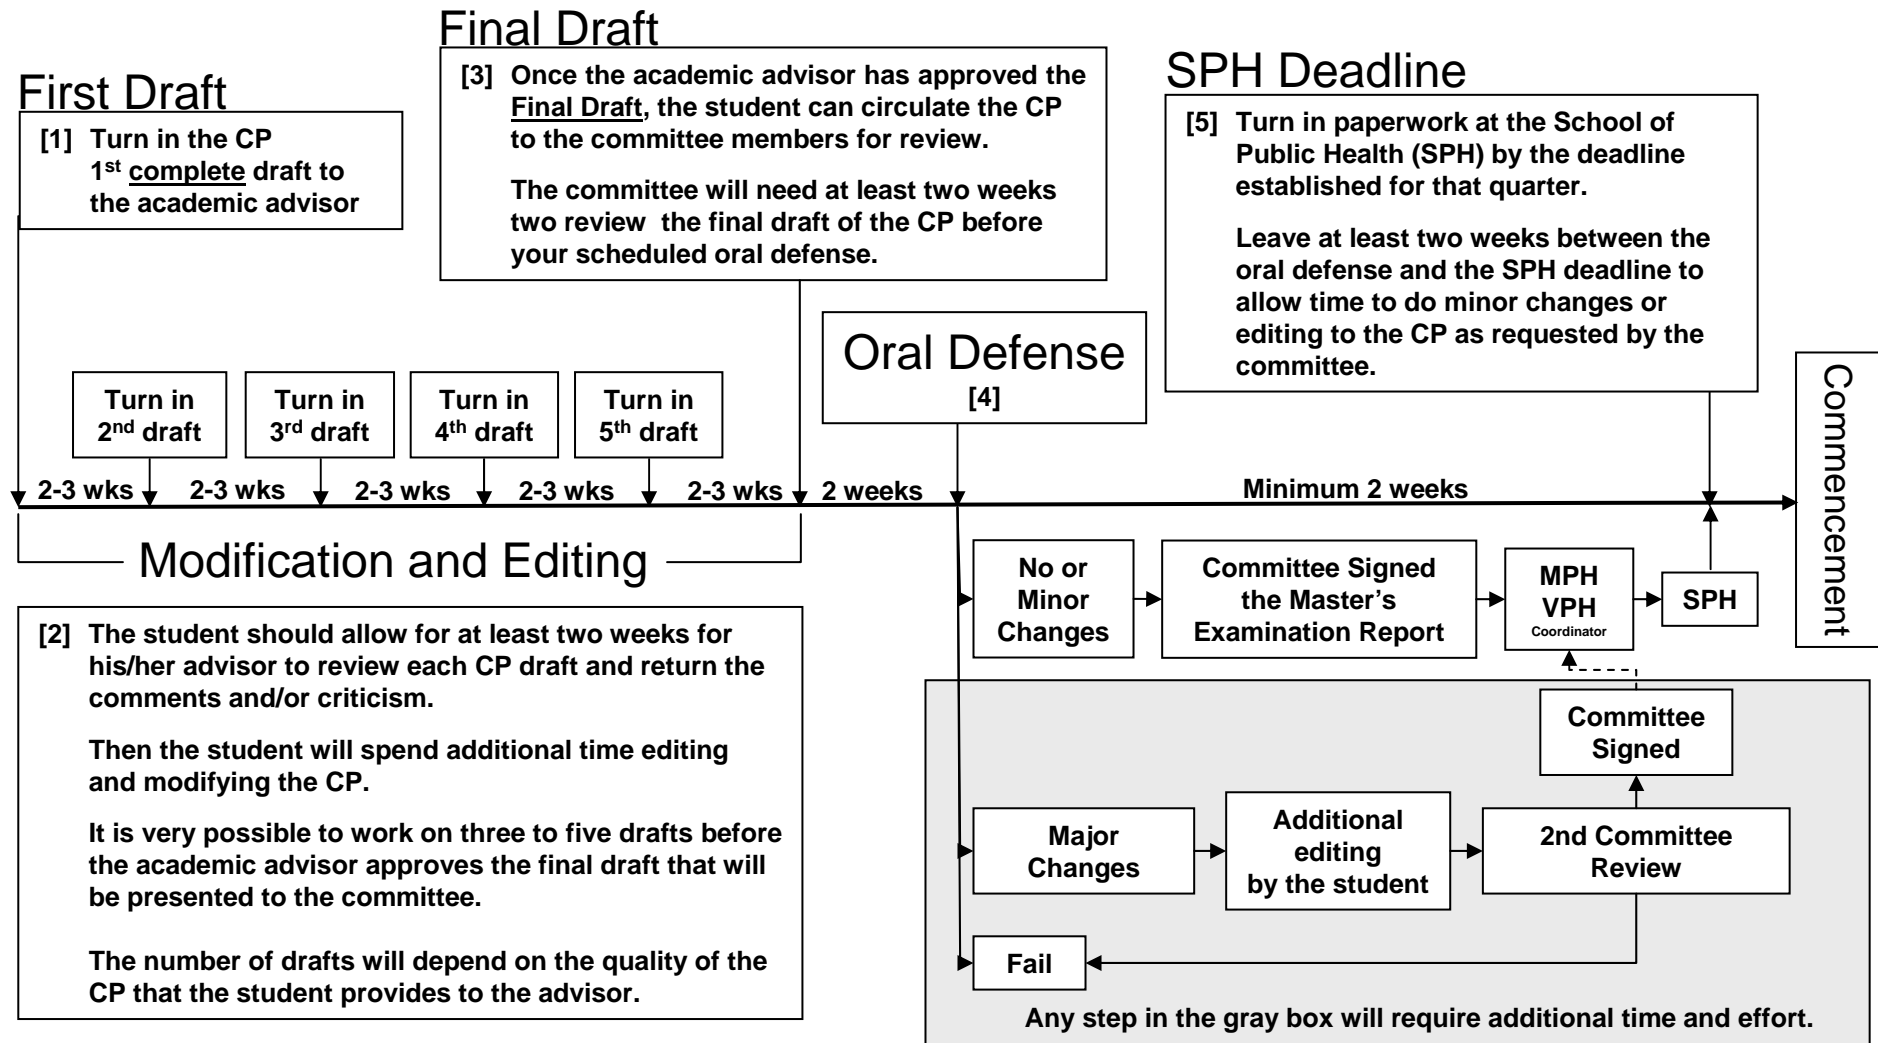 First Draft
[1] Turn in the CP
1st complete draft to
the academic advisor
Final Draft
[3] Once the academic advisor has approved the
Final Draft, the student can circulate the CP
to the committee members for review.
The committee will need at least two weeks
two review the final draft of the CP before
your scheduled oral defense.
SPH Deadline
[5] Turn in paperwork at the School of
Public Health (SPH) by the deadline
established for that quarter.
Leave at least two weeks between the
oral defense and the SPH deadline to
allow time to do minor changes or
editing to the CP as requested by the
committee.
Turn in
2nd draft
Turn in
3rd draft
Turn in
4th draft
Turn in
5th draft
Oral Defense
[4]
Commencement
2-3 wks
2-3 wks
2-3 wks
2-3 wks
2-3 wks
2 weeks
Minimum 2 weeks
Modification and Editing
[2] The student should allow for at least two weeks for
his/her advisor to review each CP draft and return the
comments and/or criticism.
Then the student will spend additional time editing
and modifying the CP.
It is very possible to work on three to five drafts before
the academic advisor approves the final draft that will
be presented to the committee.
The number of drafts will depend on the quality of the
CP that the student provides to the advisor.
No or
Minor
Changes
Committee Signed
the Master's
Examination Report
MPH
VPH
Coordinator
SPH
Committee
Signed
Major
Changes
Additional
editing
by the student
2nd Committee
Review
Fail
Any step in the gray box will require additional time and effort.